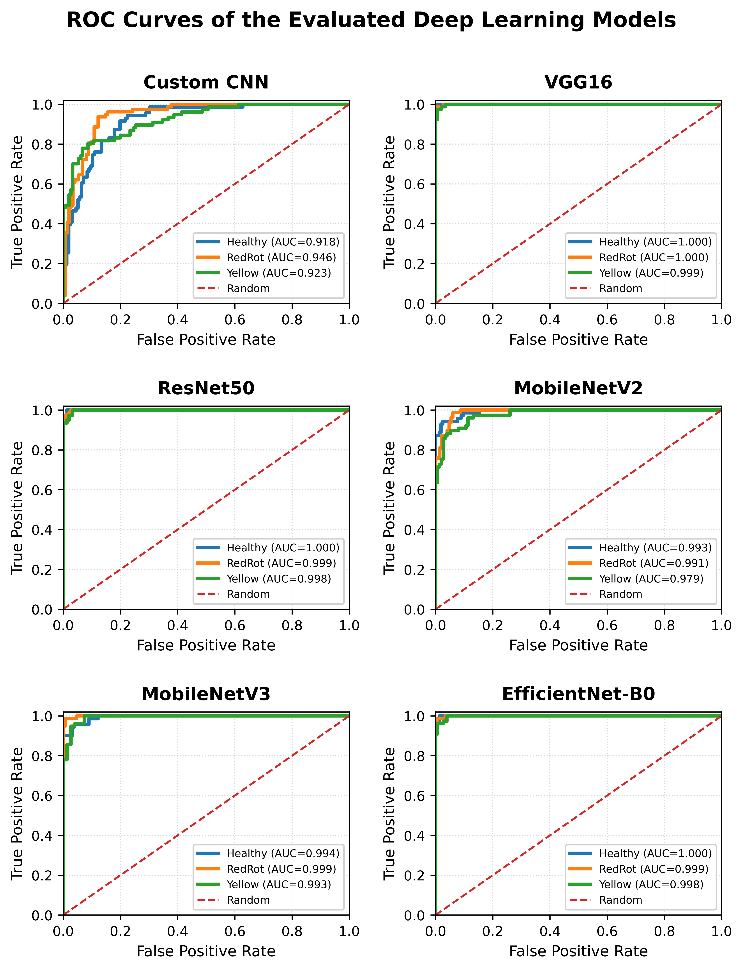 ROC Curves of the Evaluated Deep Learning Models
Custom CNN
True Positive Rate
1.0
0.8
0.6
0.4
0.2
0.0
Healthy (AUC=0.918)
RedRot (AUC=0.946)
Yellow (AUC=0.923)
Random
0.0 0.2 0.4 0.6 0.8 1.0
False Positive Rate
VGG16
True Positive Rate
1.0
0.8
0.6
0.4
0.2
0.0
Healthy (AUC=1.000)
RedRot (AUC=1.000)
Yellow (AUC=0.999)
Random
0.0 0.2 0.4 0.6 0.8 1.0
False Positive Rate
ResNet50
True Positive Rate
1.0
0.8
0.6
0.4
0.2
0.0
Healthy (AUC=1.000)
RedRot (AUC=0.999)
Yellow (AUC=0.998)
Random
0.0 0.2 0.4 0.6 0.8 1.0
False Positive Rate
MobileNetV2
True Positive Rate
1.0
0.8
0.6
0.4
0.2
0.0
Healthy (AUC=0.993)
RedRot (AUC=0.991)
Yellow (AUC=0.979)
Random
0.0 0.2 0.4 0.6 0.8 1.0
False Positive Rate
MobileNetV3
True Positive Rate
1.0
0.8
0.6
0.4
0.2
0.0
Healthy (AUC=0.994)
RedRot (AUC=0.999)
Yellow (AUC=0.993)
Random
0.0 0.2 0.4 0.6 0.8 1.0
False Positive Rate
EfficientNet-B0
True Positive Rate
1.0
0.8
0.6
0.4
0.2
0.0
Healthy (AUC=1.000)
RedRot (AUC=0.999)
Yellow (AUC=0.998)
Random
0.0 0.2 0.4 0.6 0.8 1.0
False Positive Rate